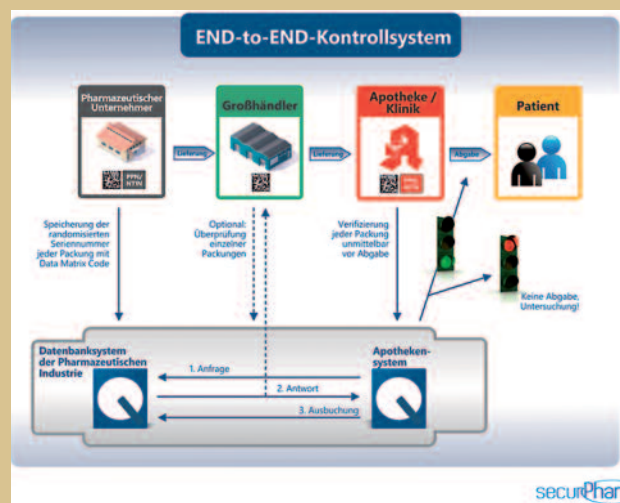 END-to-END-Kontrollsystem
Pharmazeutischer
Unternehmer
Großhändler
Apotheke /
Klinik
Patient
Lieferung
Lieferung
Abgabe
PPN/
NTIN
PPN/
NTIN
Speicherung der
randomisierten
Seriennummer
jeder Packung mit
Data Matrix Code
Optional:
Überprüfung
einzelner
Packungen
Verifizierung
jeder Packung
unmittelbar
vor Abgabe
Keine Abgabe,
Untersuchung!
Datenbanksystem
der Pharmazeutischen
Industrie
Apotheken-
system
1. Anfrage
2. Antwort
3. Ausbuchung
securPhar